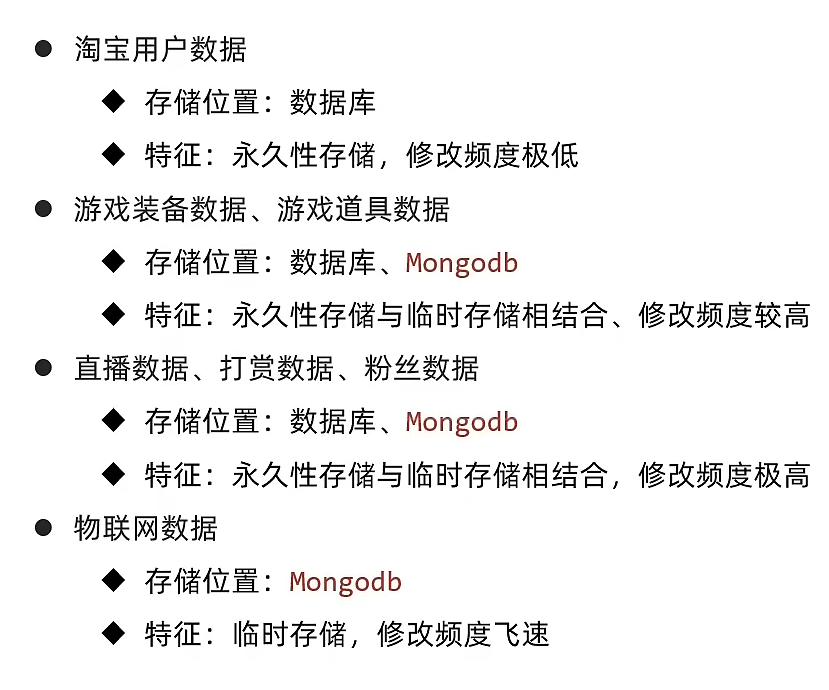 ● 淘宝用户数据
◆ 存储位置：数据库
◆ 特征：永久性存储，修改频度极低
● 游戏装备数据、游戏道具数据
◆ 存储位置：数据库、Mongodb
◆ 特征：永久性存储与临时存储相结合、修改频度较高
● 直播数据、打赏数据、粉丝数据
◆ 存储位置：数据库、Mongodb
◆ 特征：永久性存储与临时存储相结合，修改频度极高
● 物联网数据
◆ 存储位置：Mongodb
◆ 特征：临时存储，修改频度飞速